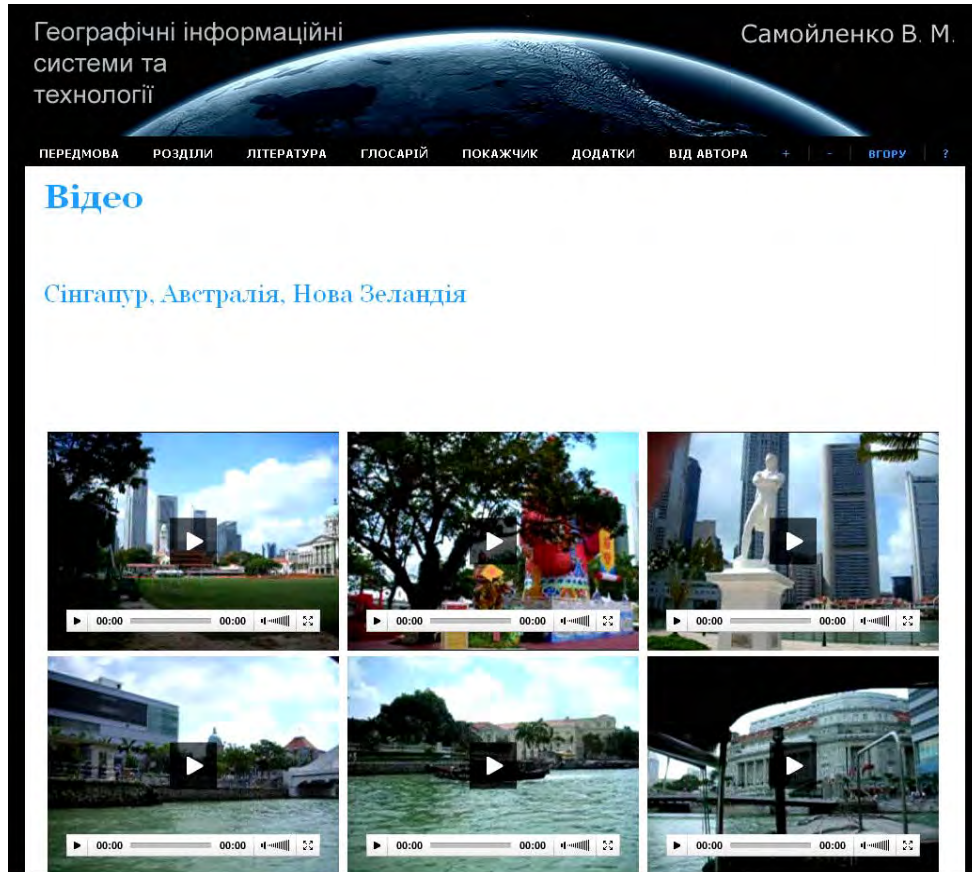 Географічні інформаційні
системи та
технології
Самойленко В. М.
ПЕРЕДМОВА РОЗДІЛИ ЛІТЕРАТУРА ГЛОСАРІЙ ПОКАЖЧИК ДОДАТКИ ВІД АВТОРА + - ВГОРУ ?
Відео
Сінгапур, Австралія, Нова Зеландія
00:00 00:00
00:00 00:00
00:00 00:00
00:00 00:00
00:00 00:00
00:00 00:00